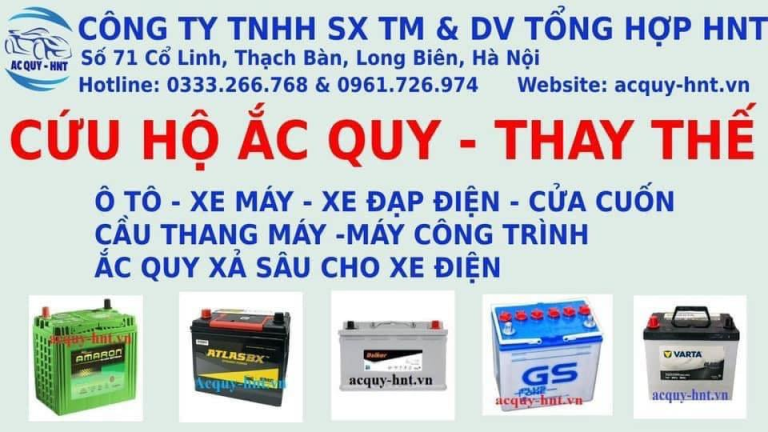 AC QUY - HNT
CÔNG TY TNHH SX TM & DV TỔNG HỢP HNT
Số 71 Cổ Linh, Thạch Bàn, Long Biên, Hà Nội
Hotline: 0333.266.768 & 0961.726.974 Website: acquy-hnt.vn
CỨU HỘ ẮC QUY - THAY THẾ
Ô TÔ - XE MÁY - XE ĐẠP ĐIỆN - CỬA CUỐN
CẦU THANG MÁY -MÁY CÔNG TRÌNH
ẮC QUY XẢ SÂU CHO XE ĐIỆN
acquy-hnt.vn
AMARON
ATLASBX
Acquy-hnt.vn
Delkor
acquy-hnt.vn
GS
acquy-hnt.vn
VARTA
acquy-hnt.vn